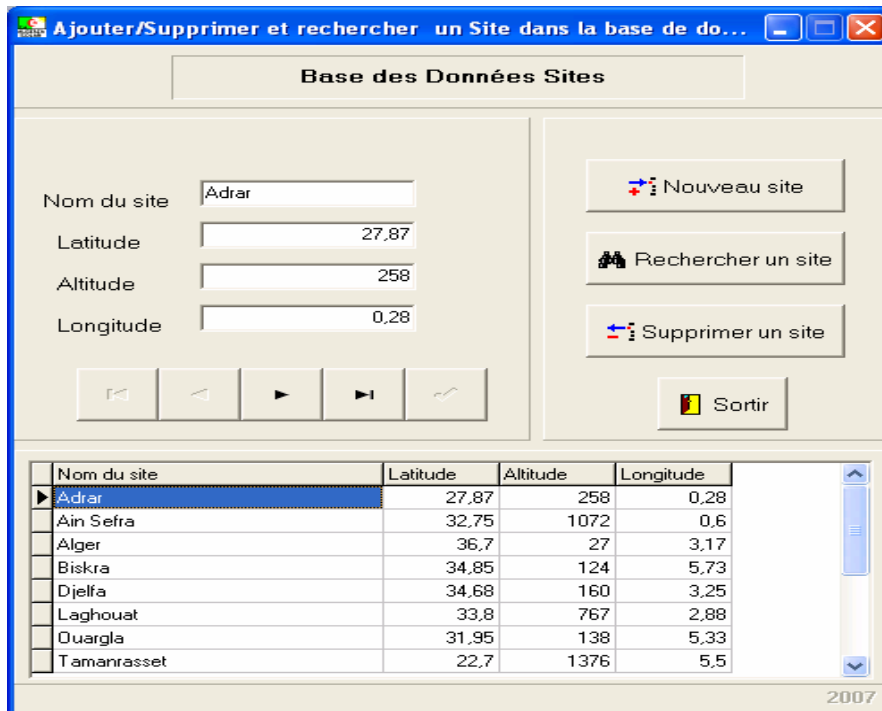 Ajouter/Supprimer et rechercher un Site dans la base de do...
Base des Données Sites
Nom du site Adrar
Latitude 27,87
Altitude 258
Longitude 0,28
Nouveau site
Rechercher un site
Supprimer un site
Sortir
Nom du site Latitude Altitude Longitude
Adrar 27,87 258 0,28
Ain Sefra 32,75 1072 0,6
Alger 36,7 27 3,17
Biskra 34,85 124 5,73
Djelfa 34,68 160 3,25
Laghouat 33,8 767 2,88
Ouargla 31,95 138 5,33
Tamanrasset 22,7 1376 5,5
2007